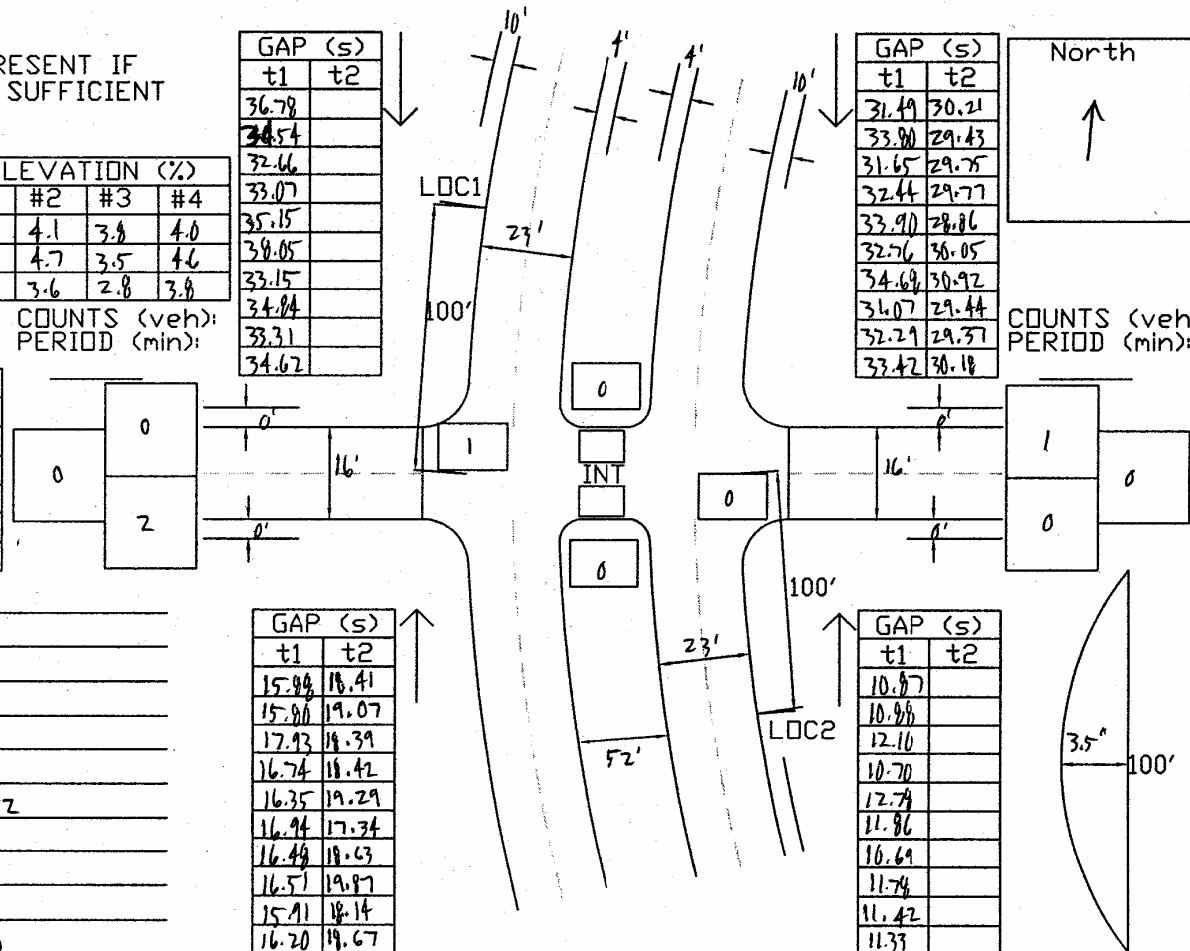 RESENT IF
SUFFICIENT
LEVATION (%)
#2 #3 #4
4.1 3.8 4.0
4.7 3.5 4.6
3.6 2.8 3.8
COUNTS (veh):
PERIOD (min):
GAP (s)
t1 t2
36.78
34.54
32.66
33.07
35.15
38.05
33.15
34.84
33.31
34.62
10'
4'
4'
10'
LOC1
23'
100'
GAP (s)
t1 t2
31.49 30.21
33.80 29.43
31.65 29.75
32.44 29.77
33.90 28.86
32.76 30.05
34.68 30.92
31.07 29.44
32.29 29.37
33.42 30.18
North
COUNTS (veh
PERIOD (min):
0
0
2
0'
16'
0'
1
0
INT
0
0
16'
0'
0'
1
0
0
100'
23'
LOC2
52'
GAP (s)
t1 t2
15.88 18.41
15.80 19.07
17.93 18.39
16.74 18.42
16.35 19.29
16.94 17.34
16.48 18.63
16.51 19.87
15.91 18.14
16.20 18.67
GAP (s)
t1 t2
10.87
10.88
12.10
10.70
12.79
11.86
10.69
11.78
11.42
11.33
3.5"
100'